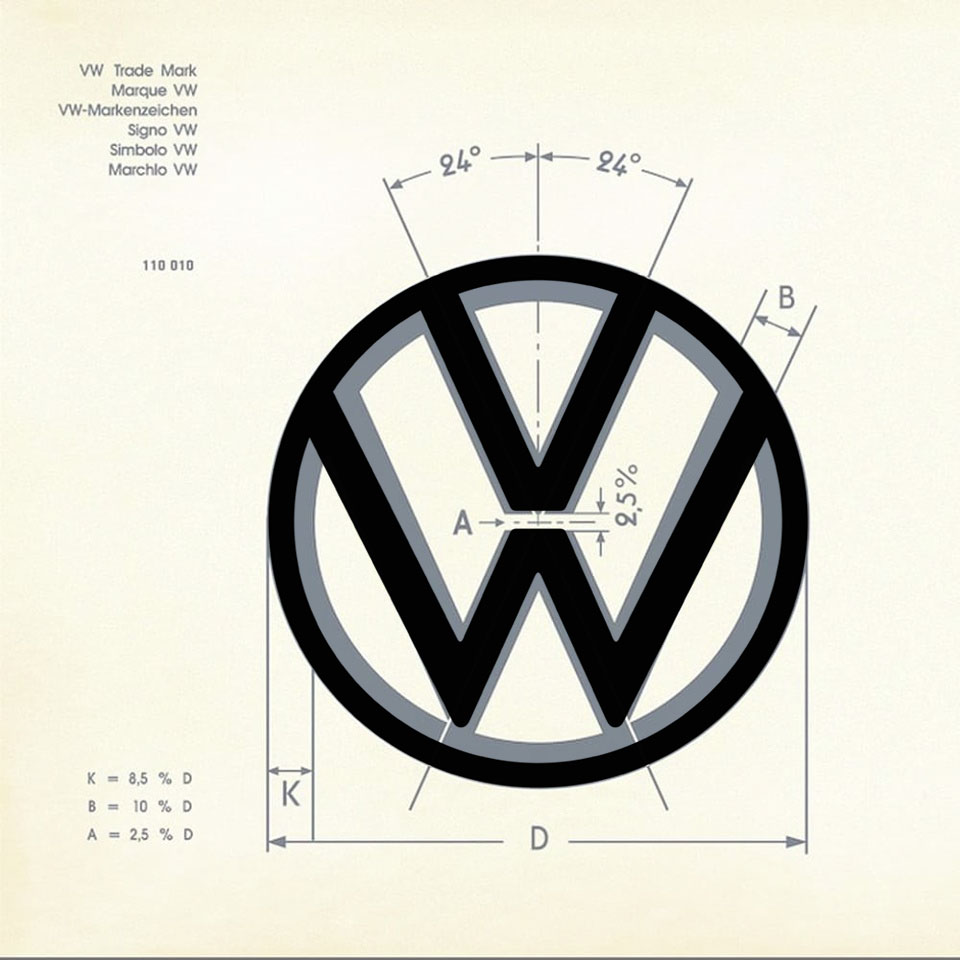 VW Trade Mark
Marque VW
VW-Markenzeichen
Signo VW
Simbolo VW
Marchlo VW
24° 24°
110 010
B
2,5%
A
K = 8,5 % D
B = 10 % D
A = 2,5 % D
K
D